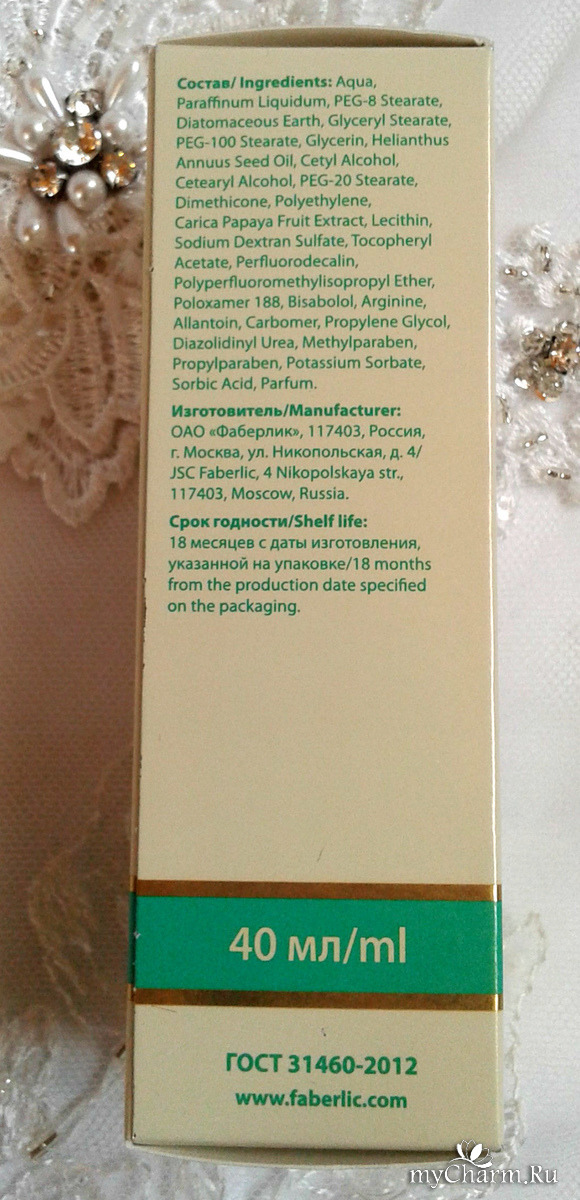 Состав/ Ingredients: Aqua,
Paraffinum Liquidum, PEG-8 Stearate,
Diatomaceous Earth, Glyceryl Stearate,
PEG-100 Stearate, Glycerin, Helianthus
Annuus Seed Oil, Cetyl Alcohol,
Cetearyl Alcohol, PEG-20 Stearate,
Dimethicone, Polyethylene,
Carica Papaya Fruit Extract, Lecithin,
Sodium Dextran Sulfate, Tocopheryl
Acetate, Perfluorodecalin,
Polyperfluoromethylisopropyl Ether,
Poloxamer 188, Bisabolol, Arginine,
Allantoin, Carbomer, Propylene Glycol,
Diazolidinyl Urea, Methylparaben,
Propylparaben, Potassium Sorbate,
Sorbic Acid, Parfum.
Изготовитель/Manufacturer:
ОАО «Фаберлик», 117403, Россия,
г. Москва, ул. Никопольская, д. 4/
JSC Faberlic, 4 Nikopolskaya str.,
117403, Moscow, Russia.
Срок годности/Shelf life:
18 месяцев с даты изготовления,
указанной на упаковке/18 months
from the production date specified
on the packaging.
40 мл/ml
ГОСТ 31460-2012
www.faberlic.com
myCharm.Ru